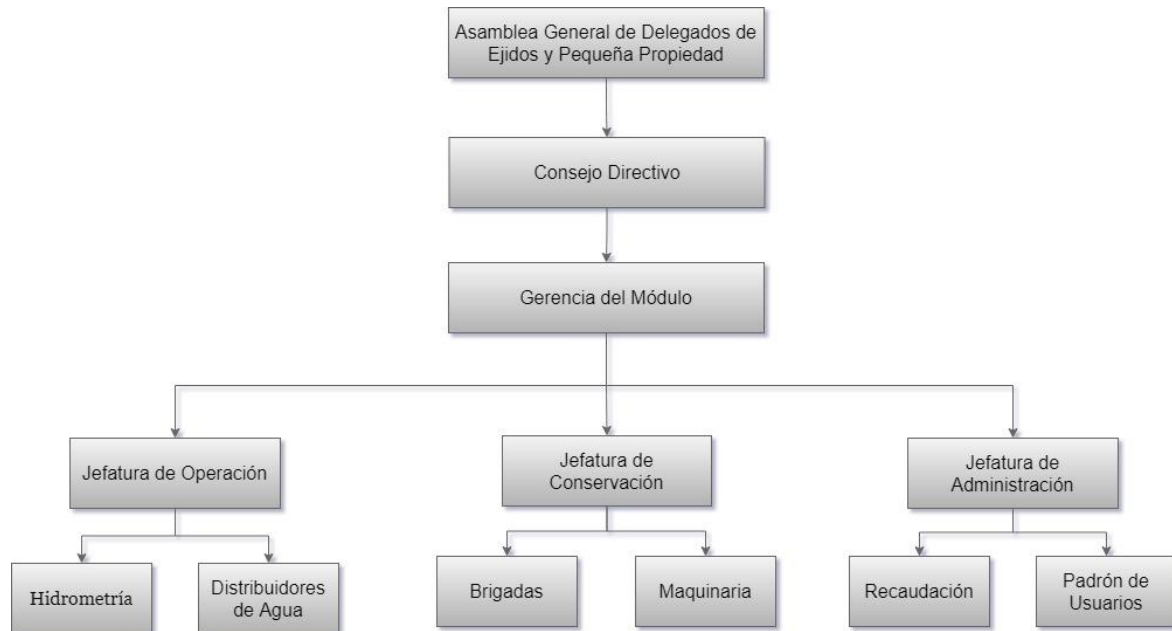 Asamblea General de Delegados de
Ejidos y Pequeña Propiedad
Consejo Directivo
Gerencia del Módulo
Jefatura de Operación
Jefatura de
Conservación
Jefatura de
Administración
Hidrometría
Distribuidores
de Agua
Brigadas
Maquinaria
Recaudación
Padrón de
Usuarios